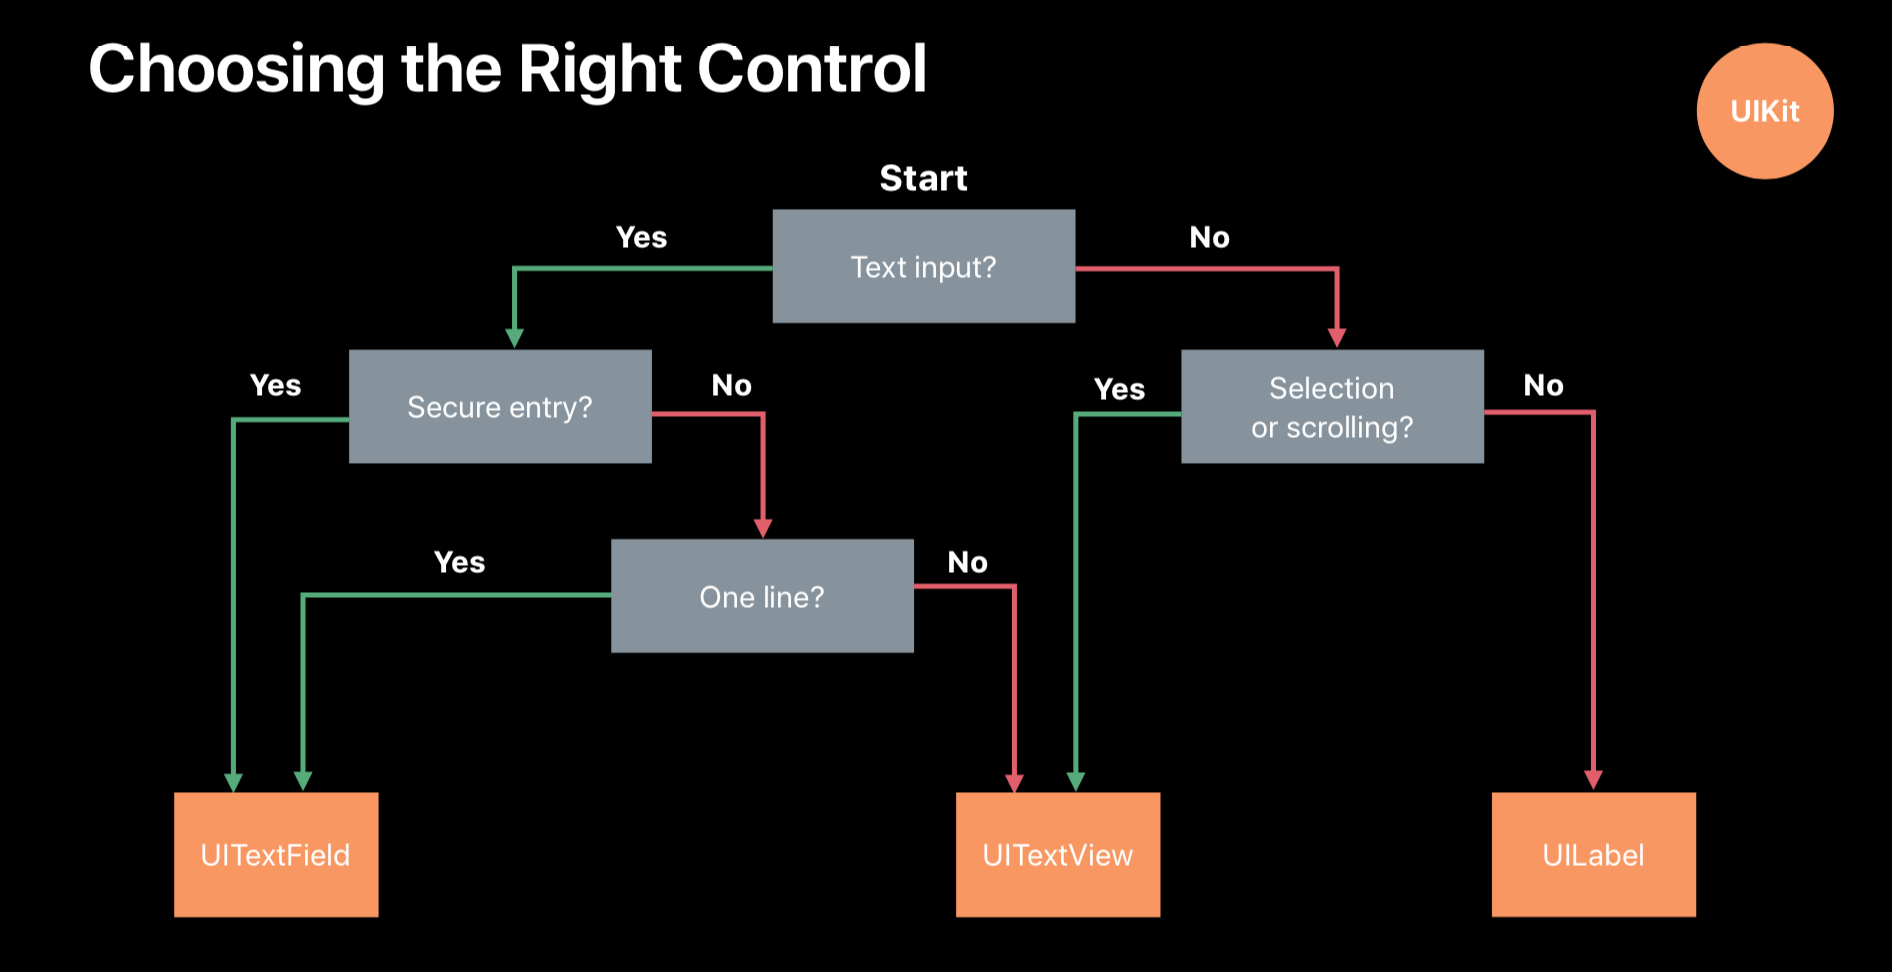 Choosing the Right Control
UIKit
Start
Yes
No
Text input?
Yes
No
Secure entry?
Yes
No
Selection
or scrolling?
Yes
No
One line?
UITextField
UITextView
UILabel